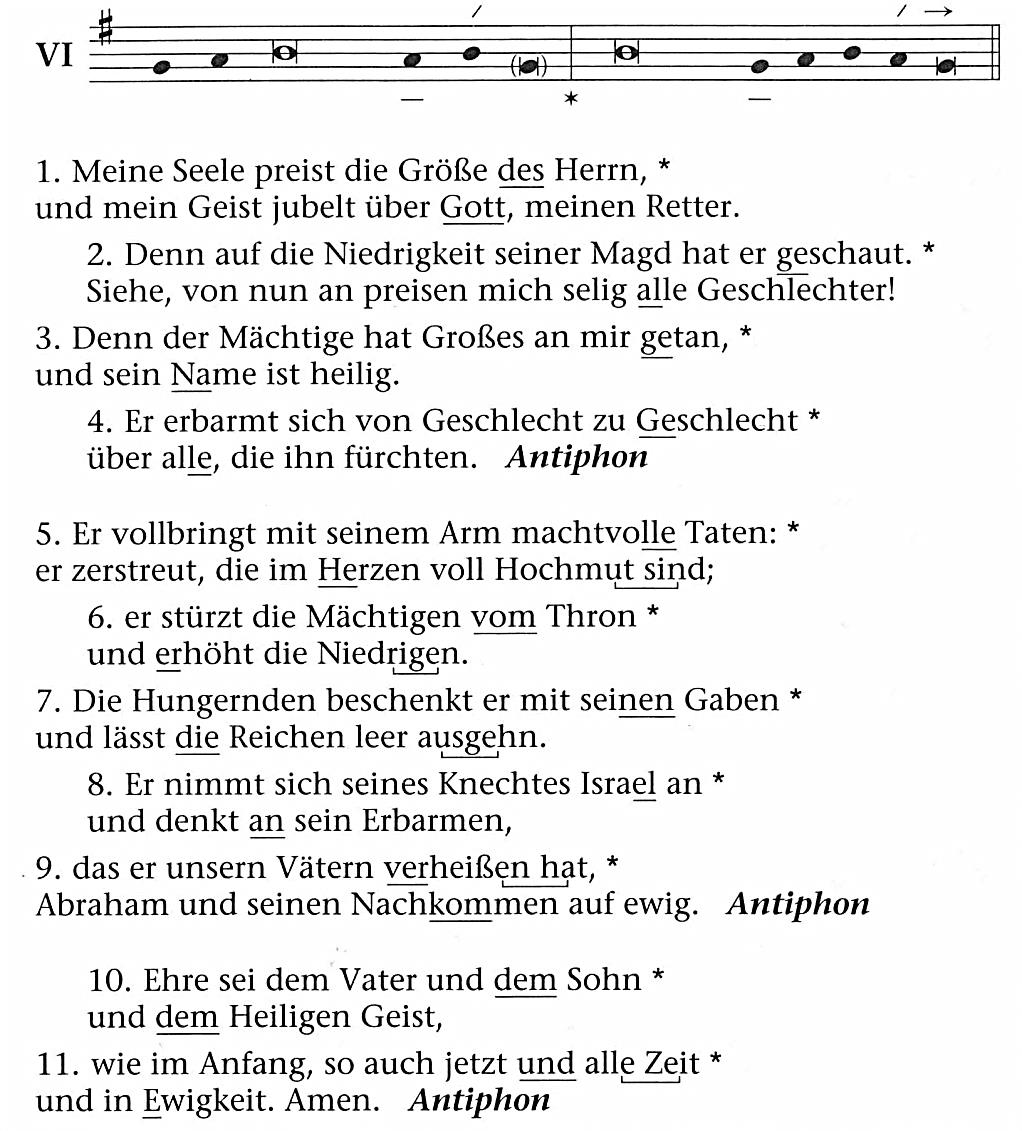 VI
*
1. Meine Seele preist die Größe des Herrn, *
und mein Geist jubelt über Gott, meinen Retter.
2. Denn auf die Niedrigkeit seiner Magd hat er geschaut. *
Siehe, von nun an preisen mich selig alle Geschlechter!
3. Denn der Mächtige hat Großes an mir getan, *
und sein Name ist heilig.
4. Er erbarmt sich von Geschlecht zu Geschlecht *
über alle, die ihn fürchten. Antiphon
5. Er vollbringt mit seinem Arm machtvolle Taten: *
er zerstreut, die im Herzen voll Hochmut sind;
6. er stürzt die Mächtigen vom Thron *
und erhöht die Niedrigen.
7. Die Hungernden beschenkt er mit seinen Gaben *
und lässt die Reichen leer ausgehn.
8. Er nimmt sich seines Knechtes Israel an *
und denkt an sein Erbarmen,
9. das er unsern Vätern verheißen hat, *
Abraham und seinen Nachkommen auf ewig. Antiphon
10. Ehre sei dem Vater und dem Sohn *
und dem Heiligen Geist,
11. wie im Anfang, so auch jetzt und alle Zeit *
und in Ewigkeit. Amen. Antiphon